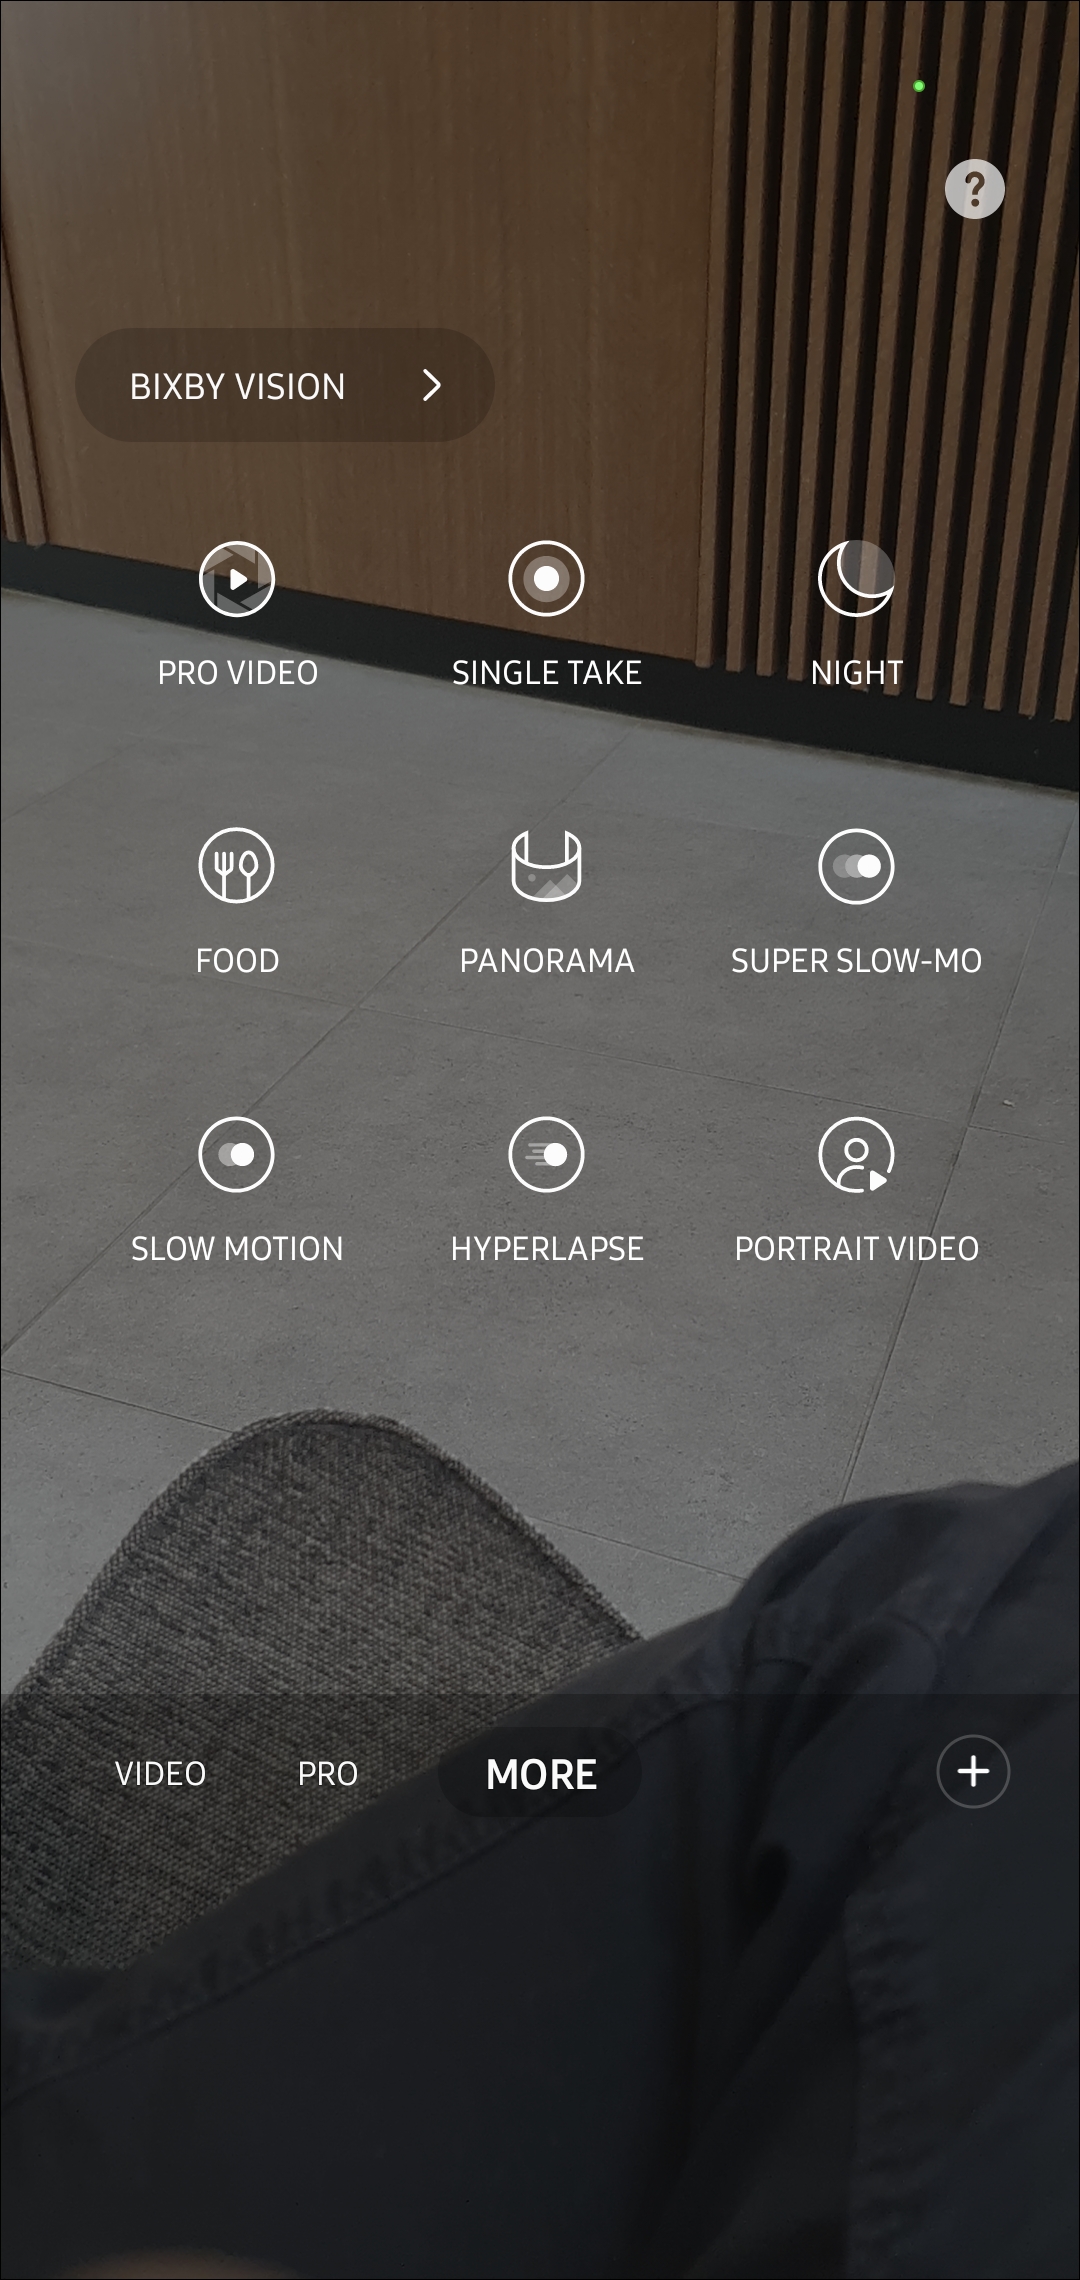 ?
BIXBY VISION
PRO VIDEO
SINGLE TAKE
NIGHT
FOOD
PANORAMA
SUPER SLOW-MO
SLOW MOTION
HYPERLAPSE
PORTRAIT VIDEO
VIDEO
PRO
MORE